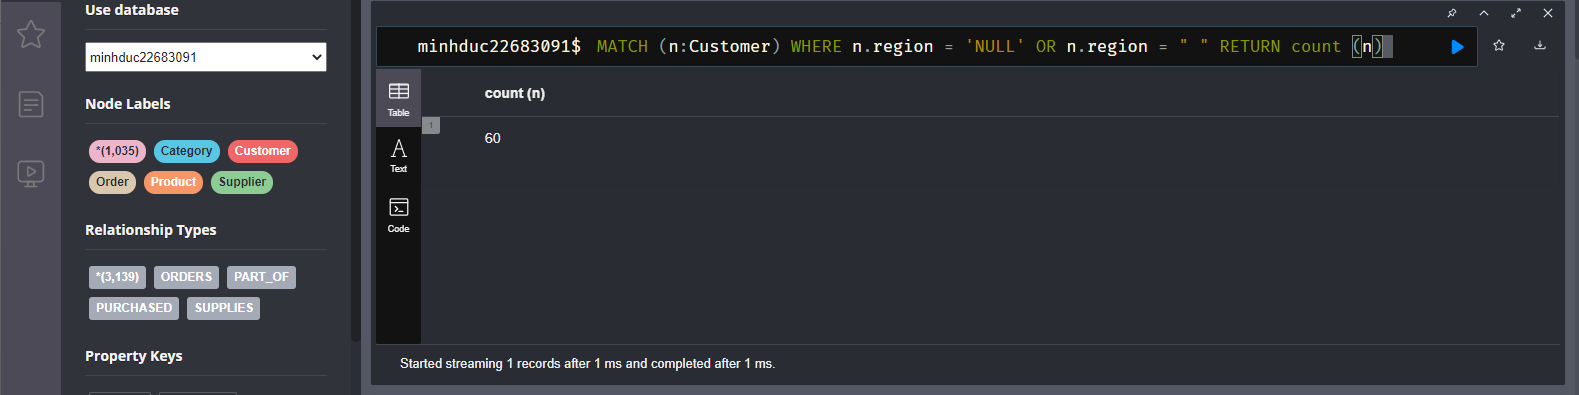 Use database
minhduc22683091
Node Labels
*(1,035) Category Customer
Order Product Supplier
Relationship Types
*(3,139) ORDERS PART_OF
PURCHASED SUPPLIES
Property Keys
minhduc22683091$ MATCH (n:Customer) WHERE n.region = 'NULL' OR n.region = " " RETURN count (n)
Table
Text
Code
count (n)
1
60
Started streaming 1 records after 1 ms and completed after 1 ms.